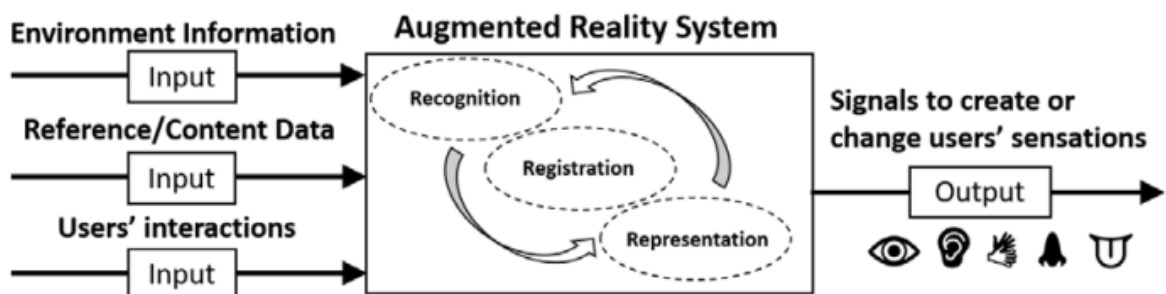 Augmented Reality System
Environment Information
Input
Reference/Content Data
Input
Users' interactions
Input
Recognition
Registration
Representation
Signals to create or
change users' sensations
Output